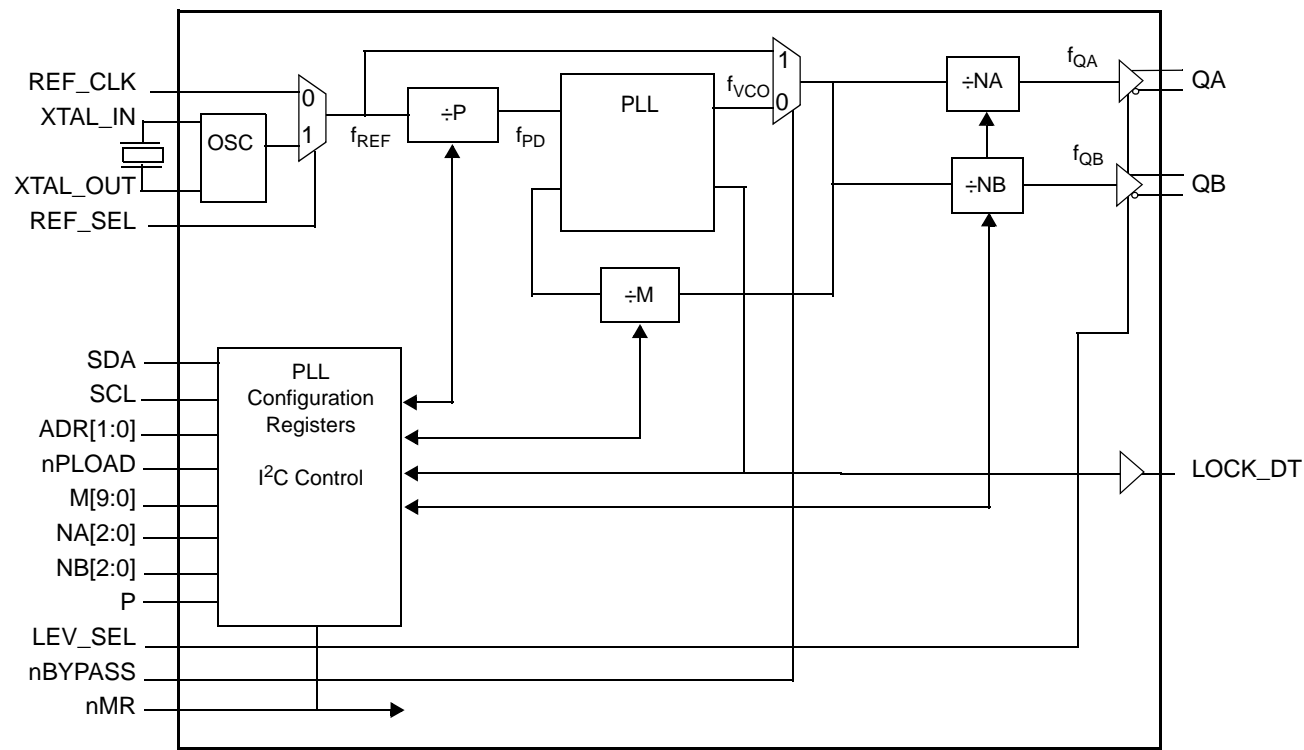 REF_CLK
XTAL_IN
XTAL_OUT
REF_SEL
OSC
0
1
fREF
÷P
fPD
PLL
fVCO
1
0
÷NA
fQA
QA
÷NB
fQB
QB
÷M
SDA
SCL
ADR[1:0]
nPLOAD
M[9:0]
NA[2:0]
NB[2:0]
P
LEV_SEL
nBYPASS
nMR
PLL
Configuration
Registers
I²C Control
LOCK_DT